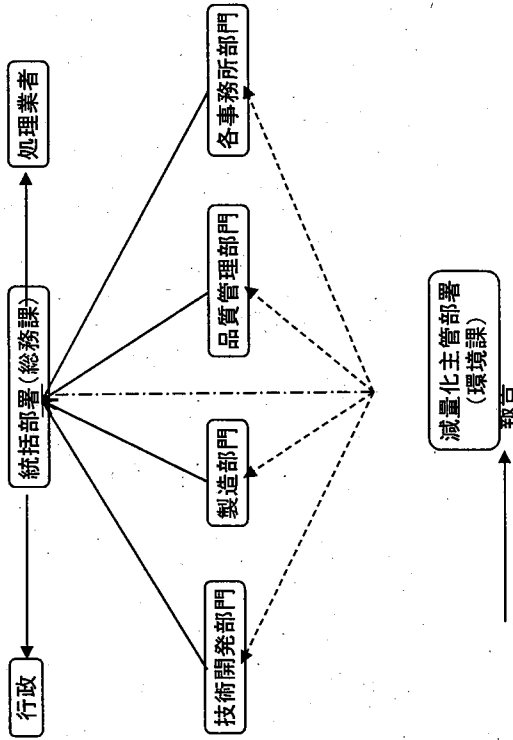 行政
統括部署(総務課)
処理業者
技術開発部門
製造部門
品質管理部門
各事務所部門
減量化主管部署
(環境課)
報告